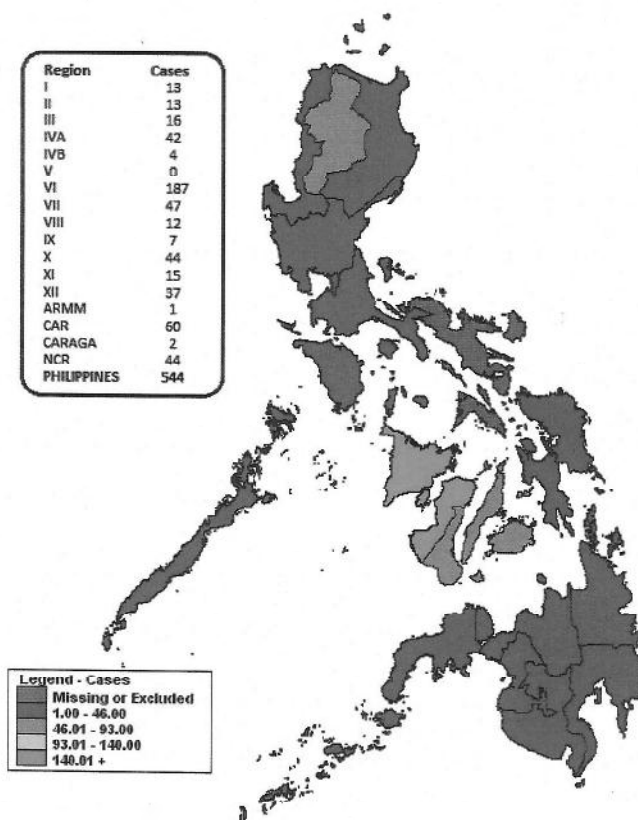 Region Cases
I 13
II 13
III 16
IVA 42
IVB 4
V 0
VI 187
VII 47
VIII 12
IX 7
X 44
XI 15
XII 37
ARMM 1
CAR 60
CARAGA 2
NCR 44
PHILIPPINES 544
Legend - Cases
Missing or Excluded
1.00 - 46.00
46.01 - 93.00
93.01 - 140.00
140.01 +